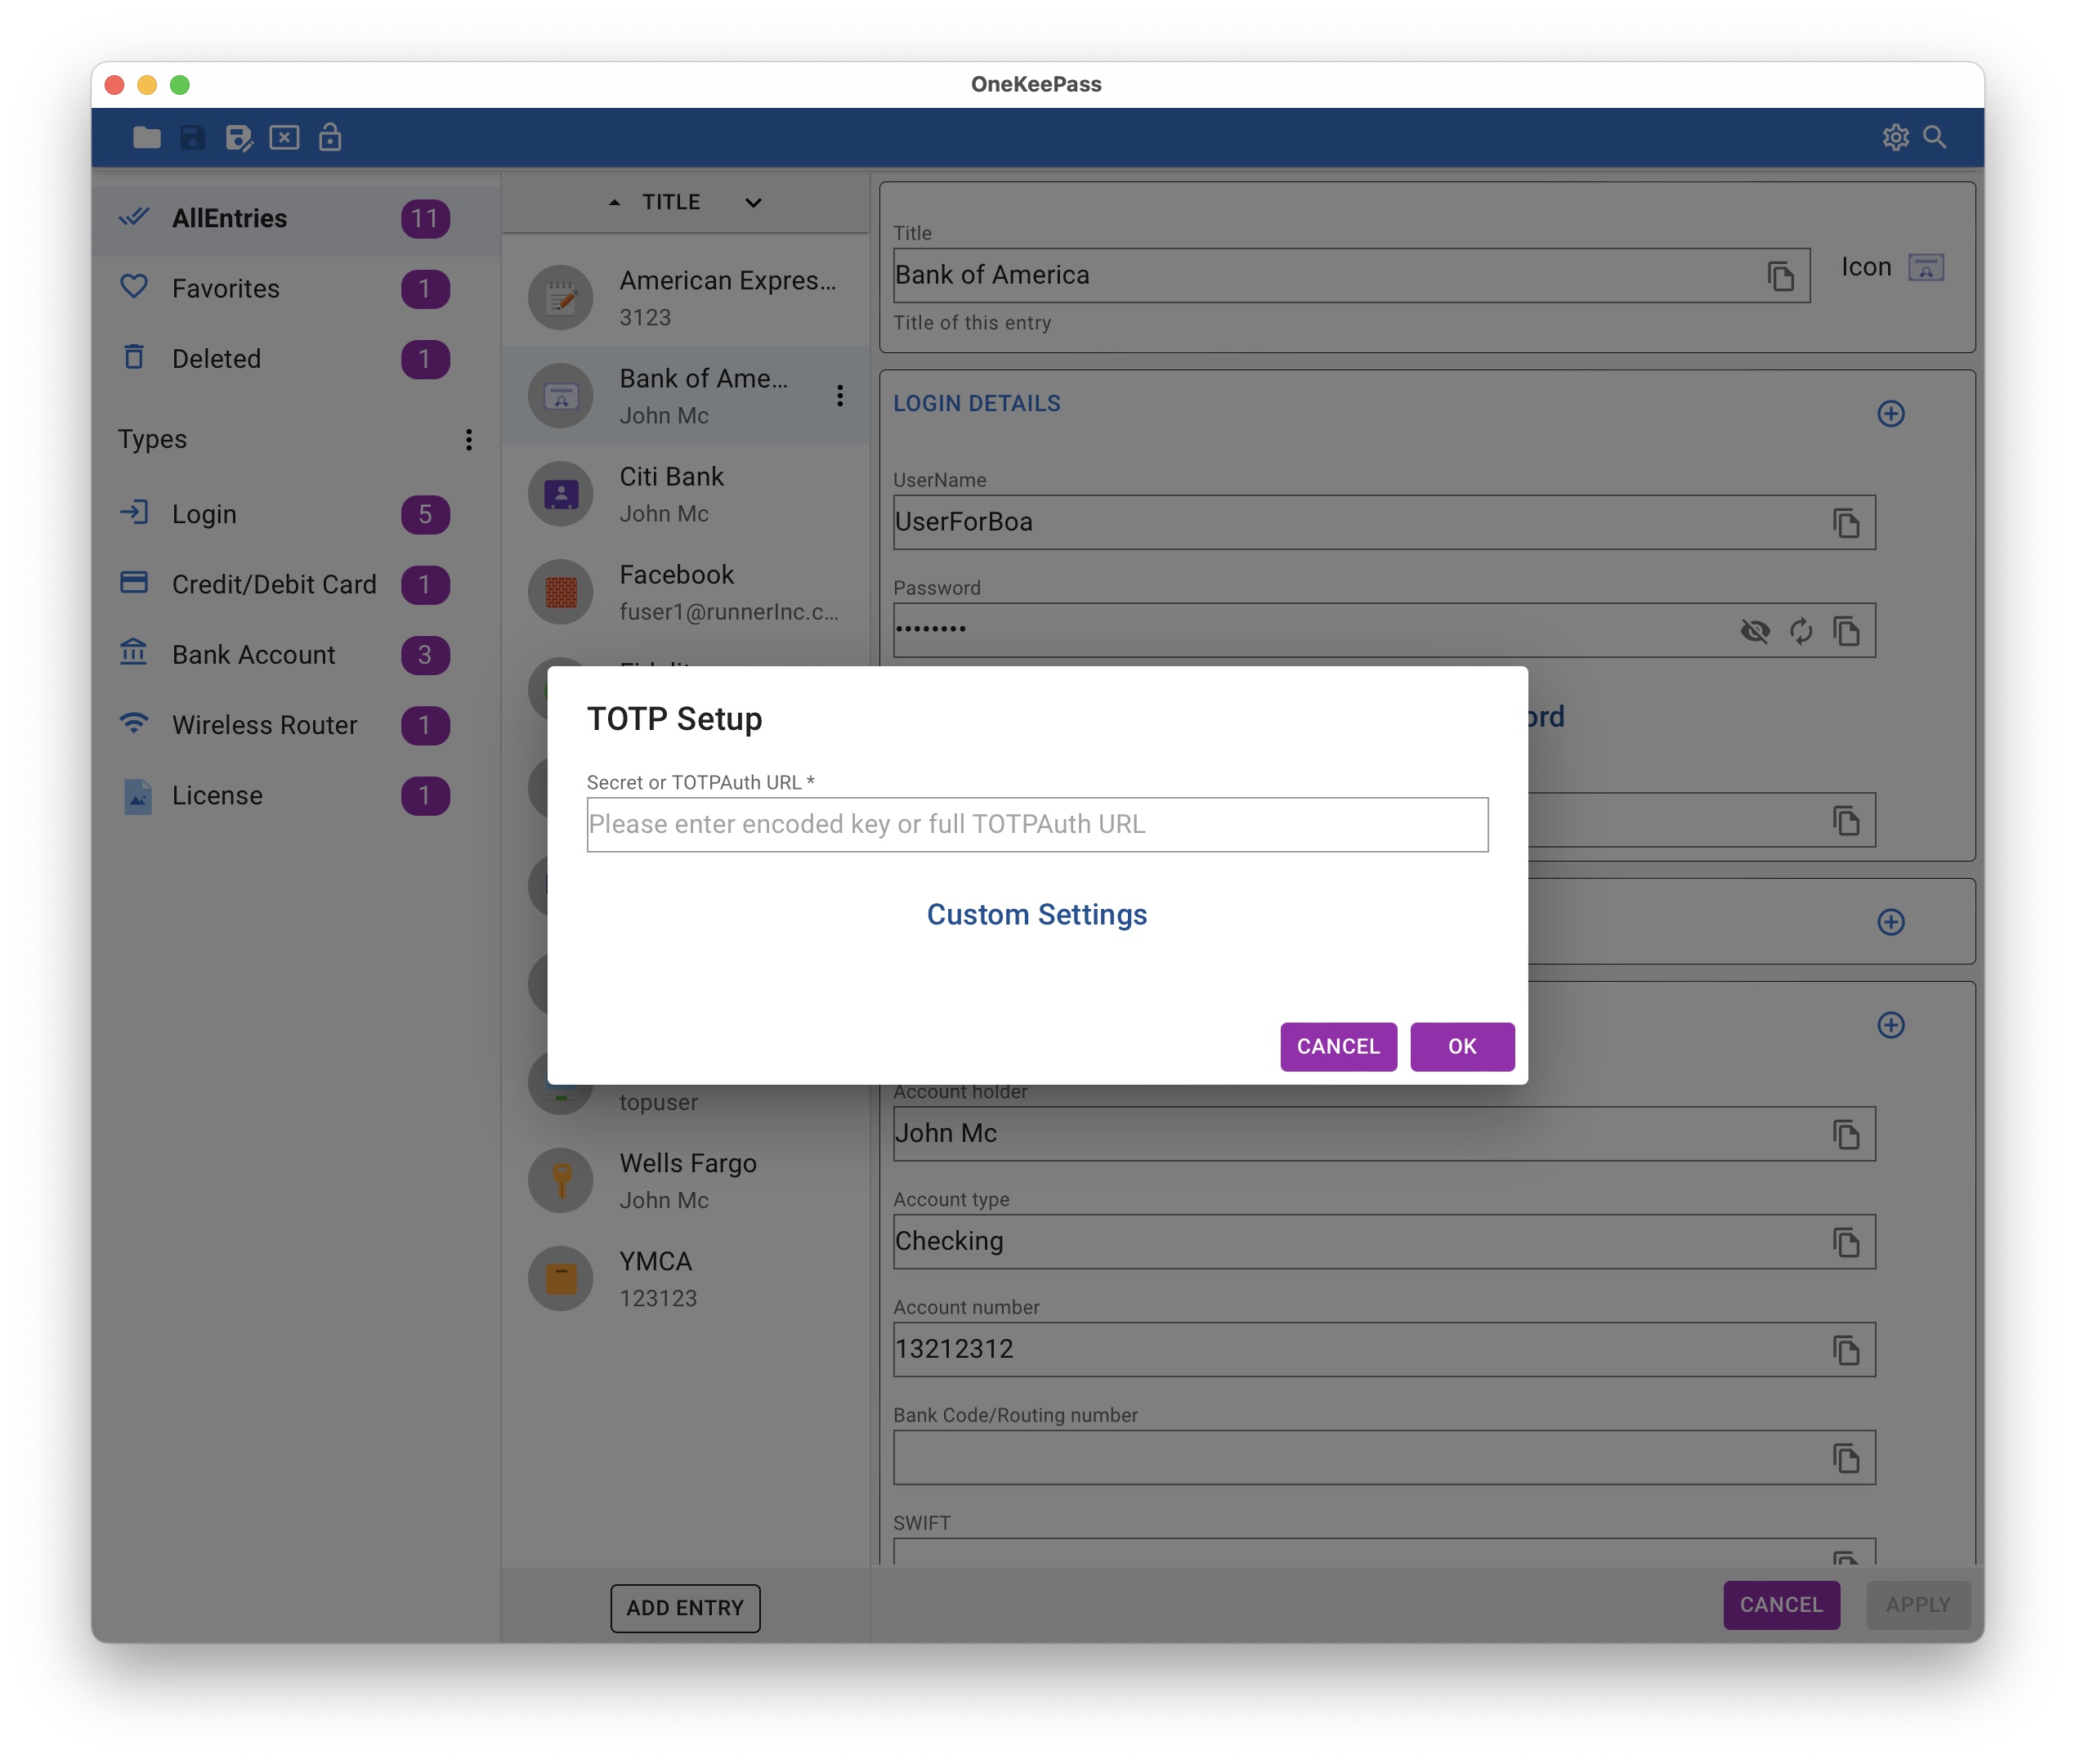 OneKeePass
AllEntries 11
Favorites 1
Deleted 1
Types
Login 5
Credit/Debit Card 1
Bank Account 3
Wireless Router 1
License 1
TITLE
American Expres...
3123
Bank of Ame...
John Mc
Citi Bank
John Mc
Facebook
fuser1@runnerInc.c...
topuser
Wells Fargo
John Mc
YMCA
123123
ADD ENTRY
Title
Bank of America
Icon
Title of this entry
LOGIN DETAILS
UserName
UserForBoa
Password
••••••••
TOTP Setup
Secret or TOTPAuth URL *
Please enter encoded key or full TOTPAuth URL
Custom Settings
CANCEL OK
Account holder
John Mc
Account type
Checking
Account number
13212312
Bank Code/Routing number
SWIFT
CANCEL APPLY